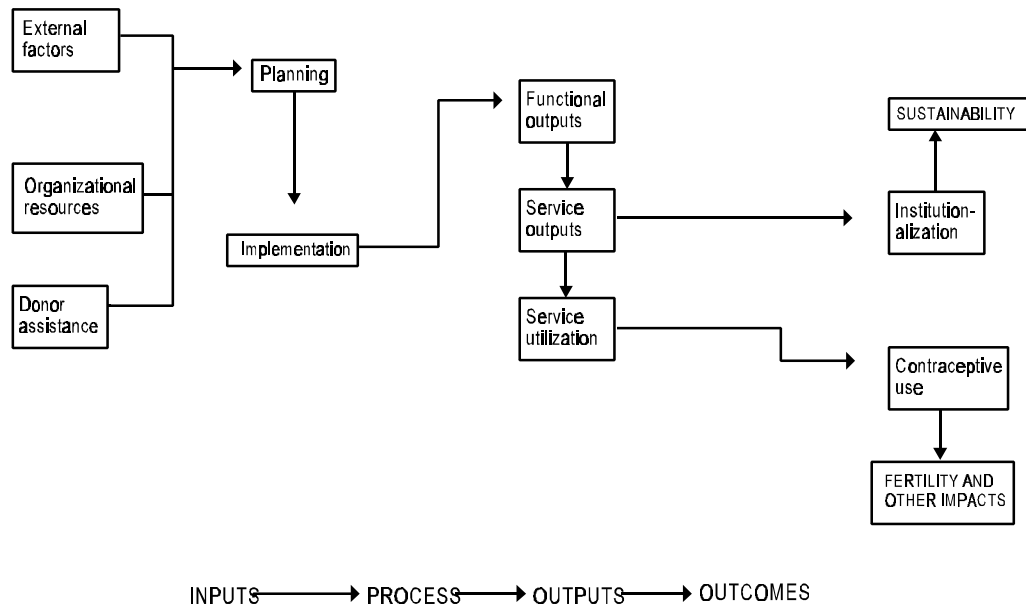 External
factors
Organizational
resources
Donor
assistance
Planning
Implementation
Functional
outputs
Service
outputs
Service
utilization
SUSTAINABILITY
Institution-
alization
Contraceptive
use
FERTILITY AND
OTHER IMPACTS
INPUTS PROCESS OUTPUTS OUTCOMES